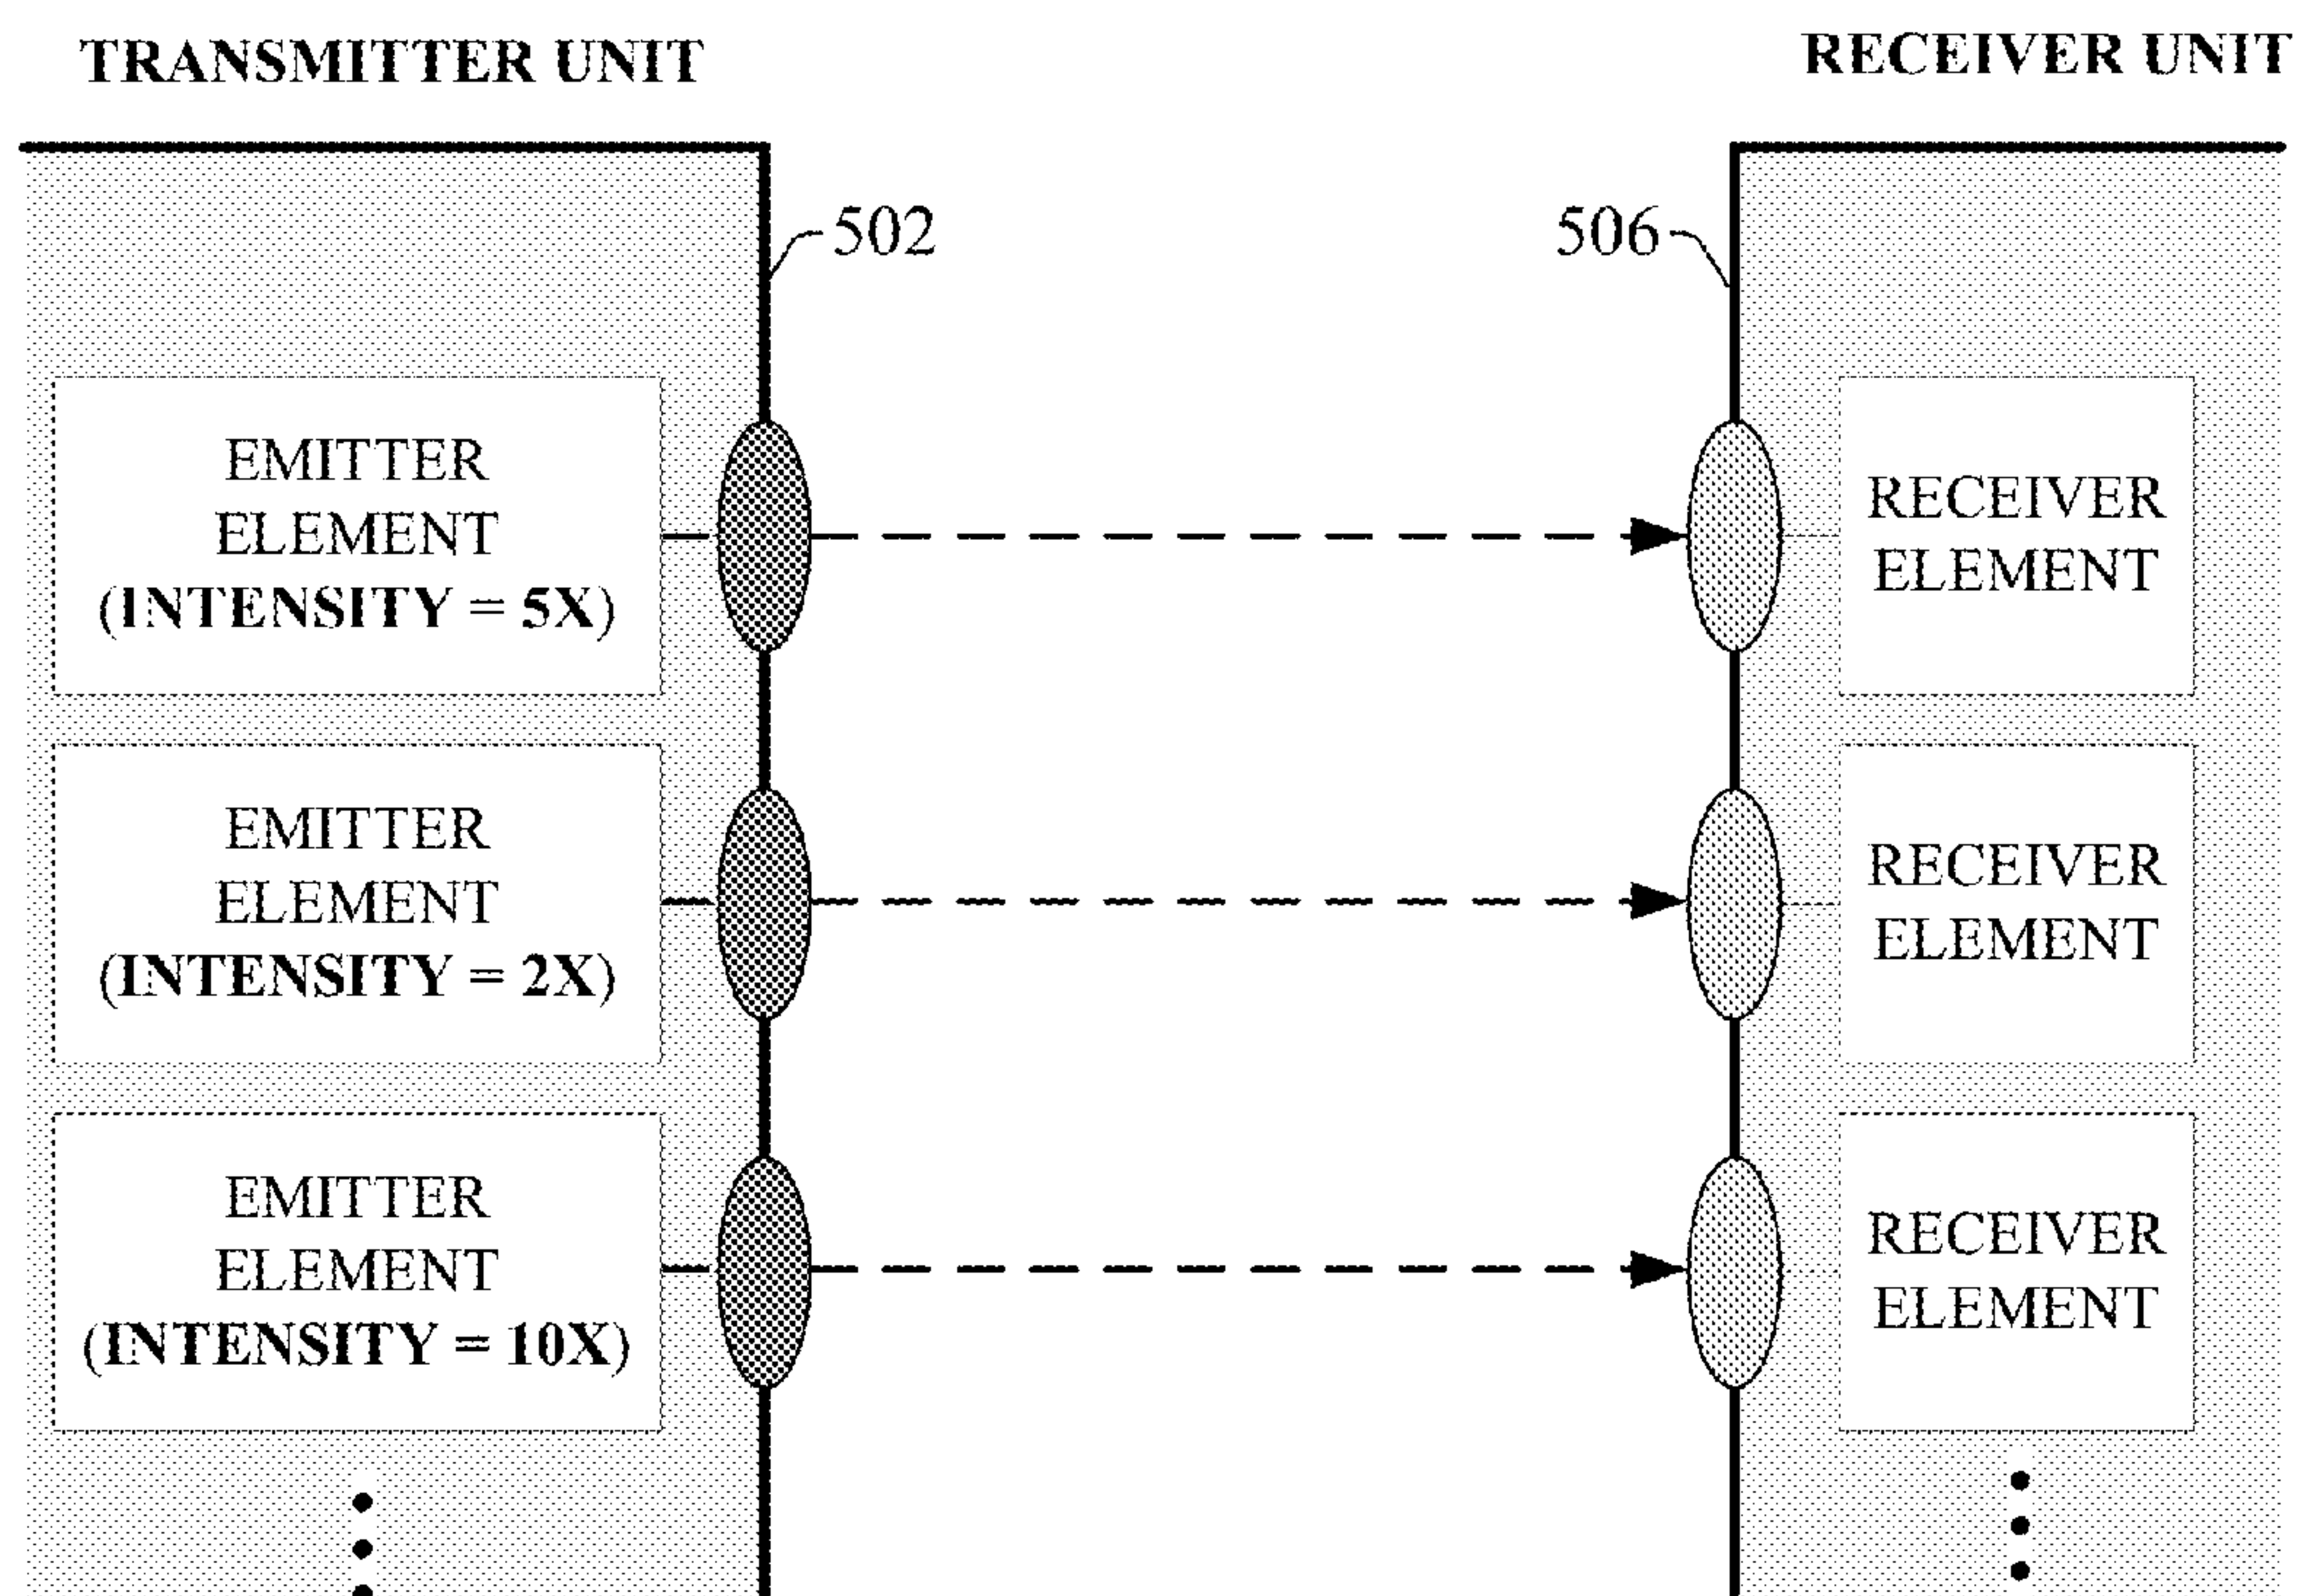 TRANSMITTER UNIT
RECEIVER UNIT
502
506
EMITTER
ELEMENT
(INTENSITY = 5X)
RECEIVER
ELEMENT
EMITTER
ELEMENT
(INTENSITY = 2X)
RECEIVER
ELEMENT
EMITTER
ELEMENT
(INTENSITY = 10X)
RECEIVER
ELEMENT